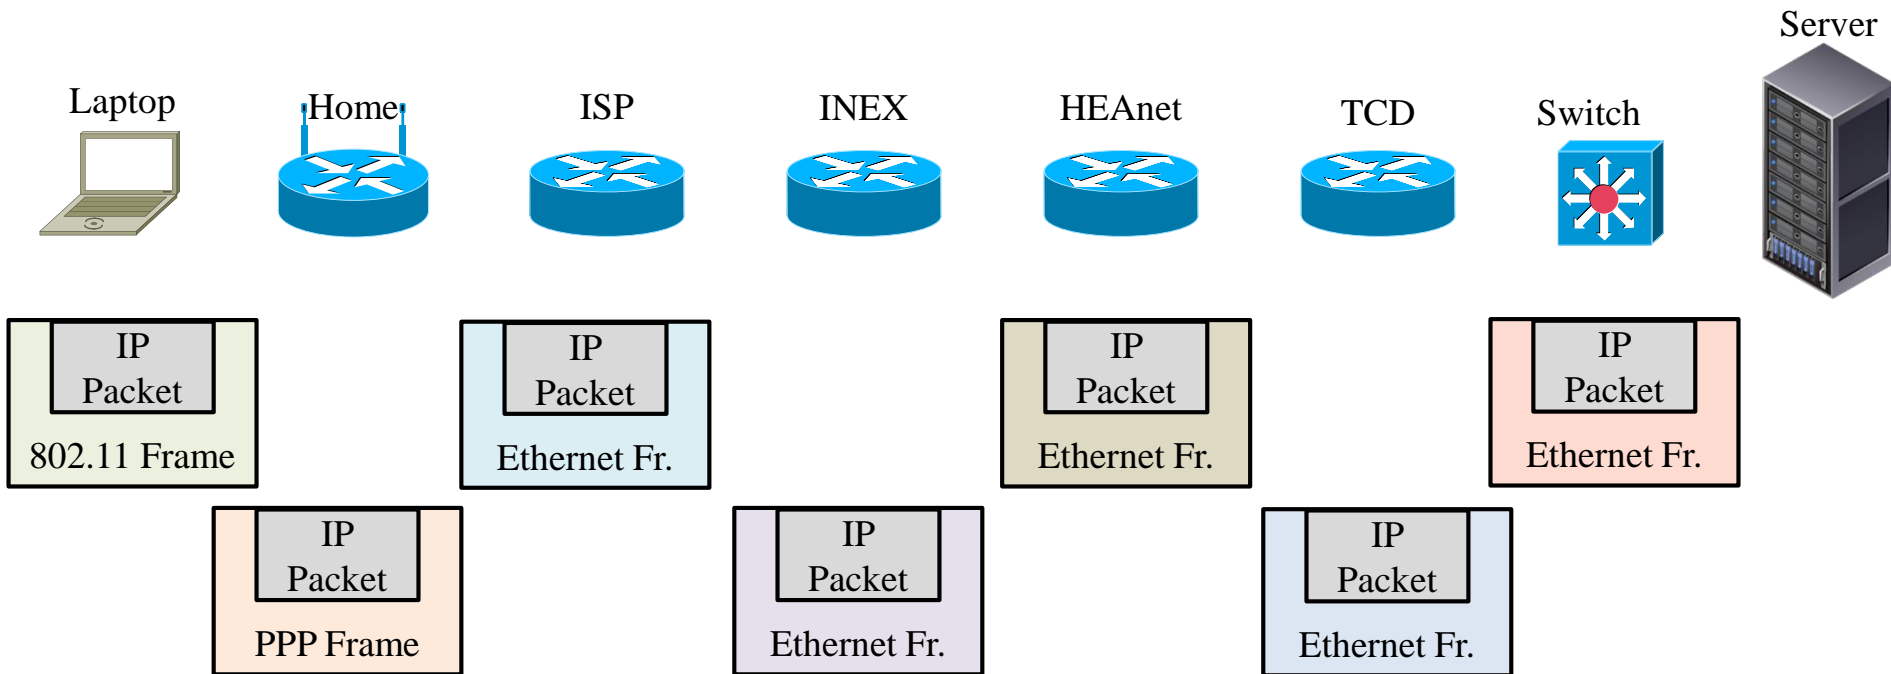 Server
Laptop
Home
ISP
INEX
HEAnet
TCD
Switch
IP
Packet
802.11 Frame
IP
Packet
Ethernet Fr.
IP
Packet
Ethernet Fr.
IP
Packet
Ethernet Fr.
IP
Packet
PPP Frame
IP
Packet
Ethernet Fr.
IP
Packet
Ethernet Fr.